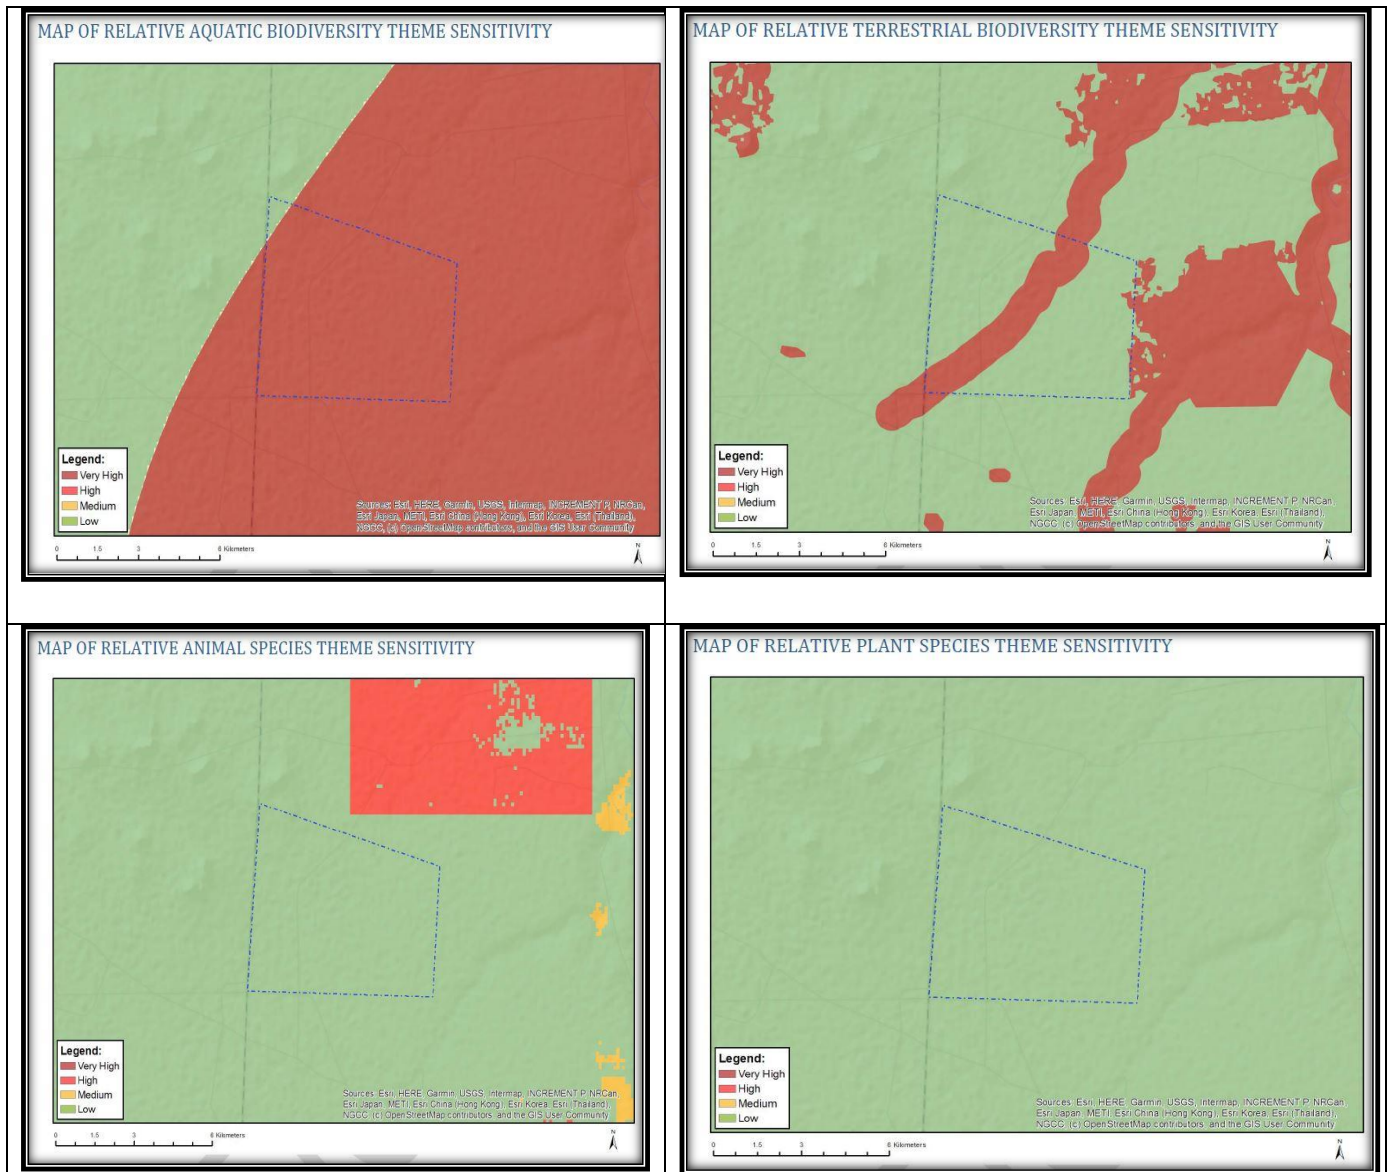 MAP OF RELATIVE AQUATIC BIODIVERSITY THEME SENSITIVITY
Legend:
Very High
High
Medium
Low
Sources: Esri, HERE, Garmin, USGS, Intermap, INCREMENT P, NRCan,
Esri Japan, METI, Esri China (Hong Kong), Esri Korea, Esri (Thailand),
NGCC, (c) OpenStreetMap contributors, and the GIS User Community
0 1.5 3 6 Kilometers
N
MAP OF RELATIVE TERRESTRIAL BIODIVERSITY THEME SENSITIVITY
Legend:
Very High
High
Medium
Low
Sources: Esri, HERE, Garmin, USGS, Intermap, INCREMENT P, NRCan,
Esri Japan, METI, Esri China (Hong Kong), Esri Korea, Esri (Thailand),
NGCC, (c) OpenStreetMap contributors, and the GIS User Community
0 1.5 3 6 Kilometers
N
MAP OF RELATIVE ANIMAL SPECIES THEME SENSITIVITY
Legend:
Very High
High
Medium
Low
Sources: Esri, HERE, Garmin, USGS, Intermap, INCREMENT P, NRCan,
Esri Japan, METI, Esri China (Hong Kong), Esri Korea, Esri (Thailand),
NGCC, (c) OpenStreetMap contributors, and the GIS User Community
0 1.5 3 6 Kilometers
N
MAP OF RELATIVE PLANT SPECIES THEME SENSITIVITY
Legend:
Very High
High
Medium
Low
Sources: Esri, HERE, Garmin, USGS, Intermap, INCREMENT P, NRCan,
Esri Japan, METI, Esri China (Hong Kong), Esri Korea, Esri (Thailand),
NGCC, (c) OpenStreetMap contributors, and the GIS User Community
0 1.5 3 6 Kilometers
N